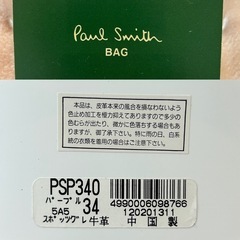 Paul Smith
BAG
本品は、皮革本来の風合を損なわないよう
色止め加工を極力抑えてありますので多少の
色むらが出たり、微かに色落ちする場合があ
ります。御了承下さい。特に雨の日、白系
統の衣類を着用の場合はご注意下さい。
PSP340
4990006098766
パープル 34
5A5
120201311
スポッツグレ 牛革 中国製